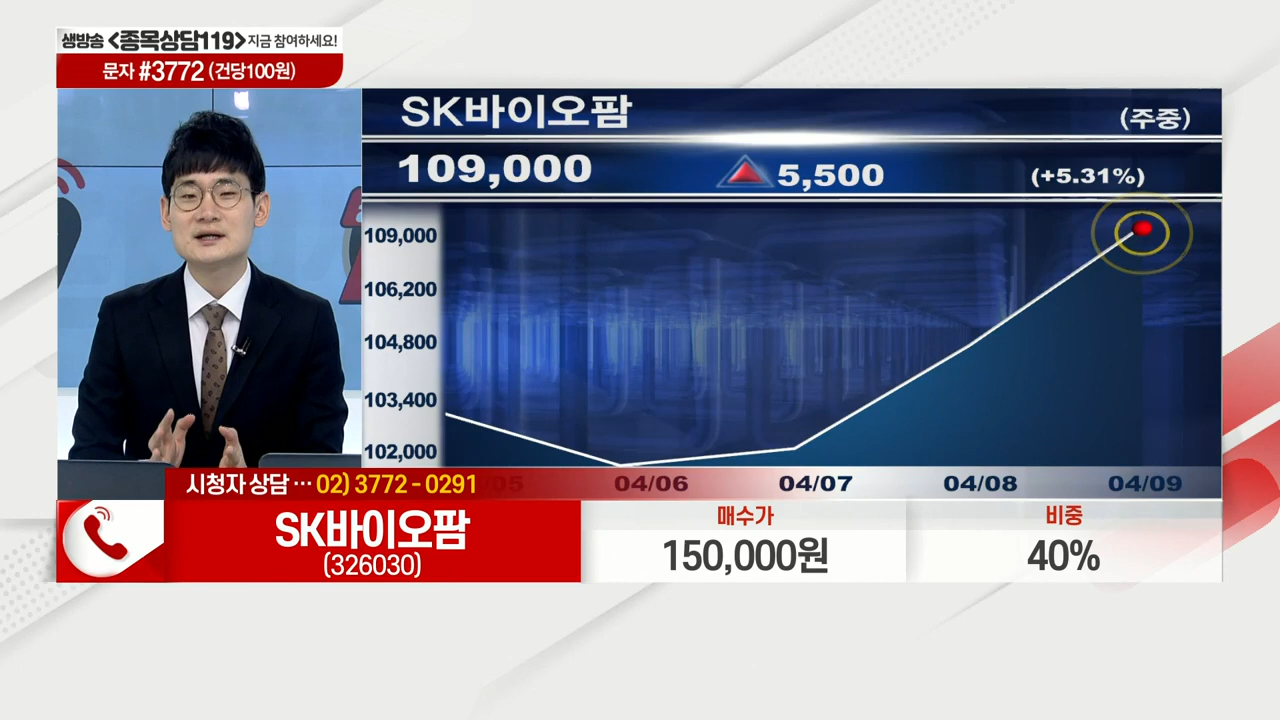 생방송 <종목상담119> 지금 참여하세요!
문자 #3772 (건당100원)
SK바이오팜
(주중)
109,000
5,500
(+5.31%)
109,000
106,200
104,800
103,400
102,000
04/06
04/07
04/08
04/09
시청자 상담 … 02) 3772 - 0291
SK바이오팜
(326030)
매수가
150,000원
비중
40%